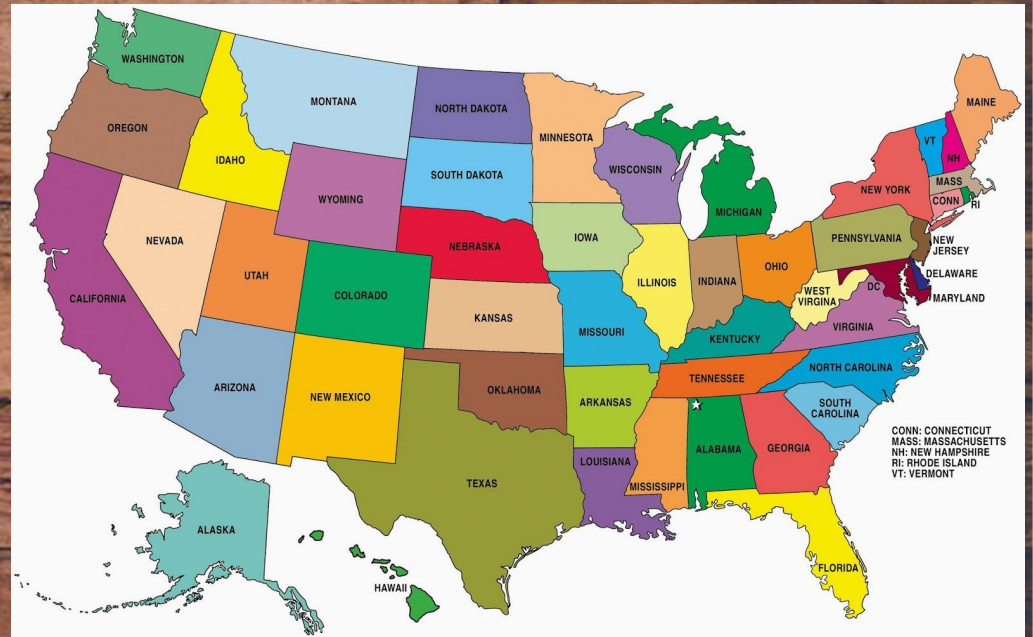 WASHINGTON
OREGON
IDAHO
MONTANA
NORTH DAKOTA
MINNESOTA
SOUTH DAKOTA
WYOMING
WISCONSIN
MICHIGAN
MAINE
VT
NH
NEW YORK
MASS
CONN
RI
NEVADA
UTAH
COLORADO
CALIFORNIA
NEBRASKA
IOWA
ILLINOIS
INDIANA
OHIO
PENNSYLVANIA
NEW
JERSEY
DELAWARE
MARYLAND
DC
WEST
VIRGINA
VIRGINIA
KANSAS
MISSOURI
KENTUCKY
NORTH CAROLINA
TENNESSEE
SOUTH
CAROLINA
ARIZONA
NEW MEXICO
OKLAHOMA
ARKANSAS
TEXAS
LOUISIANA
MISSISSIPPI
ALABAMA
GEORGIA
FLORIDA
ALASKA
HAWAII
CONN: CONNECTICUT
MASS: MASSACHUSETTS
NH: NEW HAMPSHIRE
RI: RHODE ISLAND
VT: VERMONT